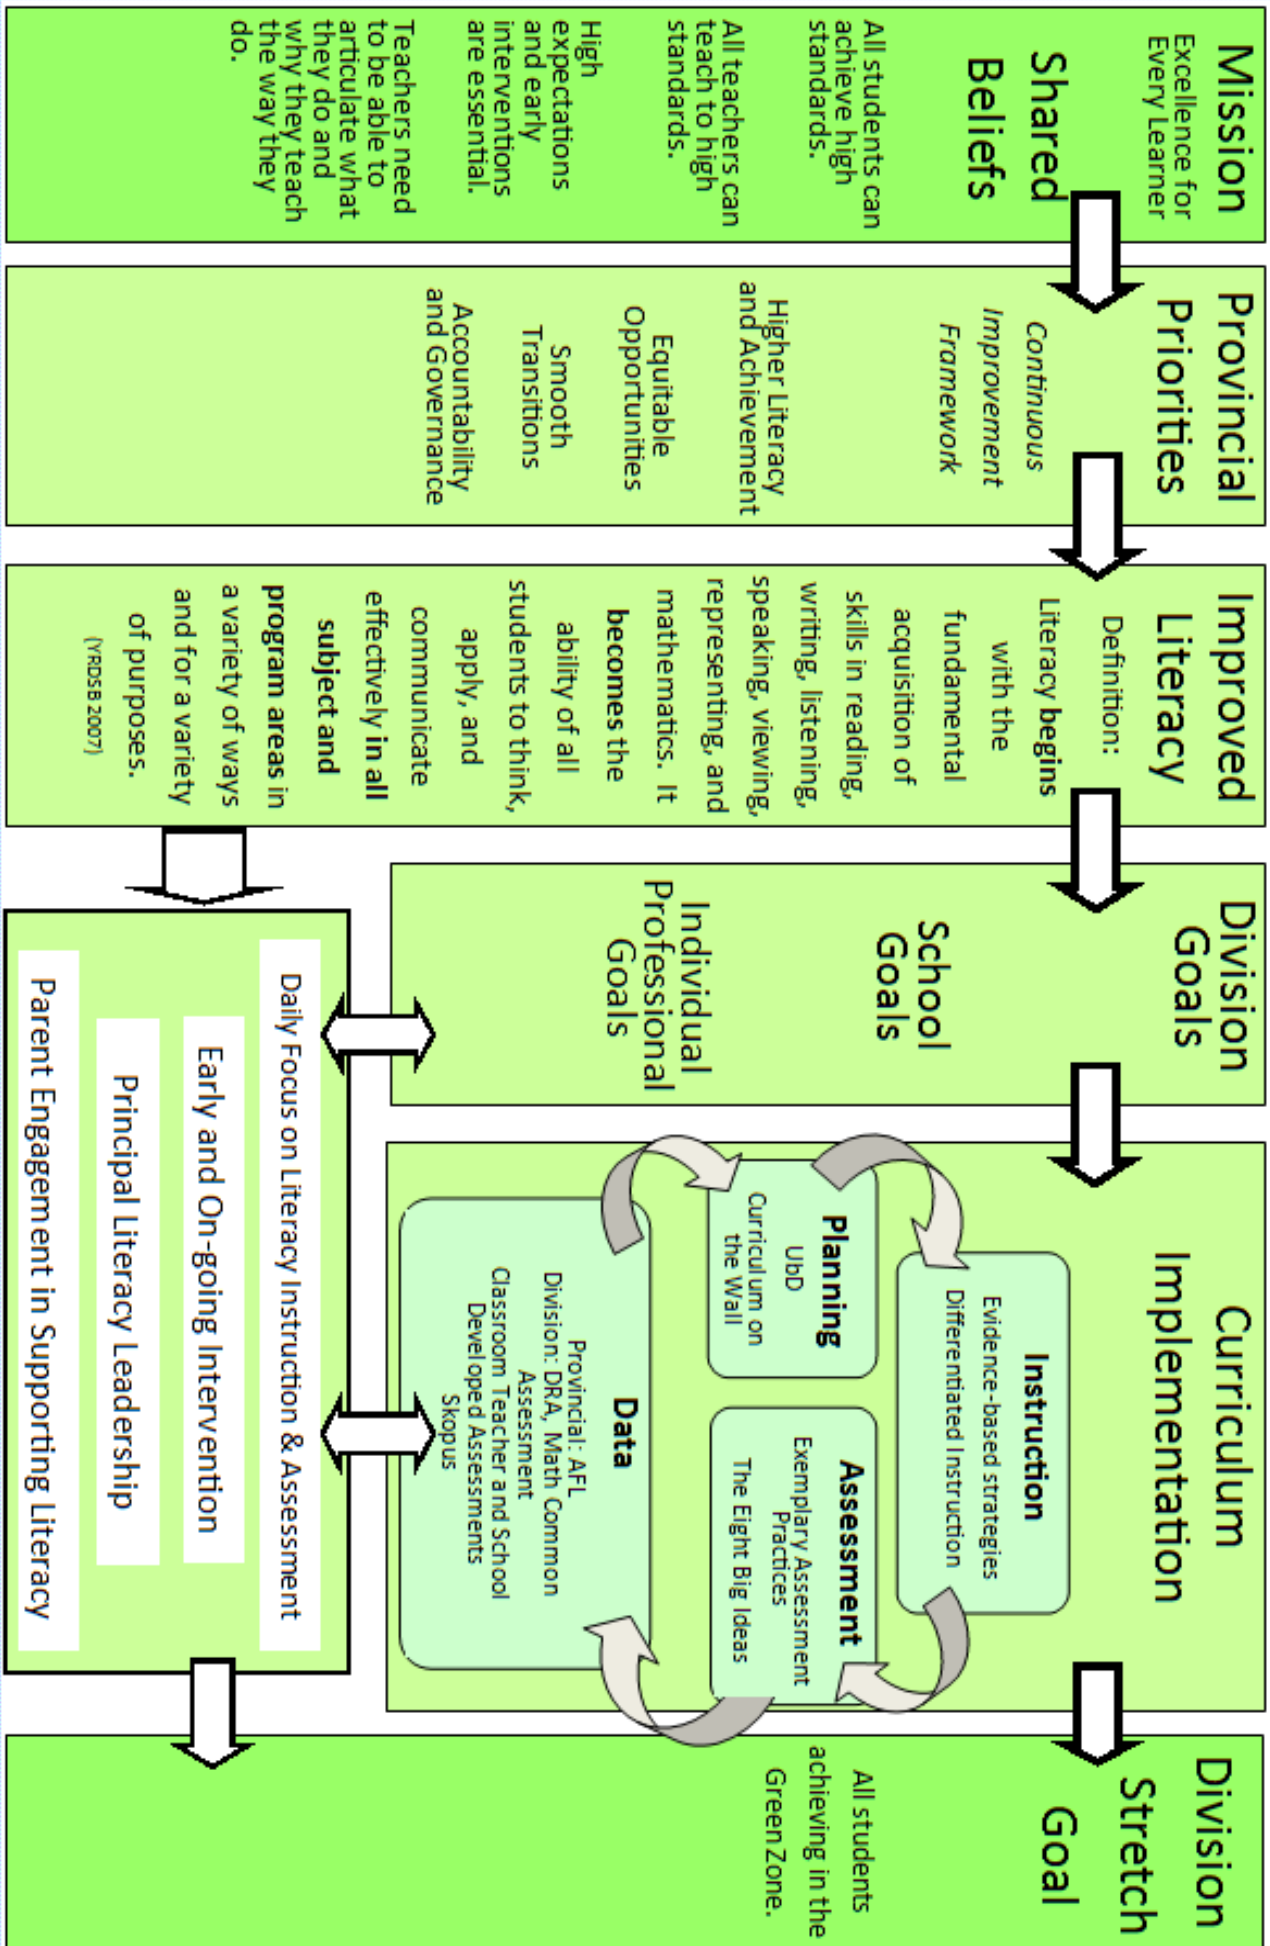 Mission
Excellence for
Every Learner
Shared
Beliefs
All students can
achieve high
standards.
All teachers can
teach to high
standards.
High
expectations
and early
interventions
are essential.
Teachers need
to be able to
articulate what
they do and
why they teach
the way they
do.
Provincial
Priorities
Continuous
Improvement
Framework
Higher Literacy
and Achievement
Equitable
Opportunities
Smooth
Transitions
Accountability
and Governance
Improved
Literacy
Definition:
Literacy begins
with the
fundamental
acquisition of
skills in reading,
writing, listening,
speaking, viewing,
representing, and
mathematics. It
becomes the
ability of all
students to think,
apply, and
communicate
effectively in all
subject and
program areas in
a variety of ways
and for a variety
of purposes.
(YRDSB 2007)
Division
Goals
School
Goals
Individual
Professional
Goals
Curriculum
Implementation
Instruction
Evidence-based strategies
Differentiated Instruction
Planning
UbD
Curriculum on
the Wall
Assessment
Exemplary Assessment
Practices
The Eight Big Ideas
Data
Provincial: AFL
Division: DRA, Math Common
Assessment
Classroom Teacher and School
Developed Assessments
Skopus
Daily Focus on Literacy Instruction & Assessment
Early and On-going Intervention
Principal Literacy Leadership
Parent Engagement in Supporting Literacy
Division
Stretch
Goal
All students
achieving in the
Green Zone.